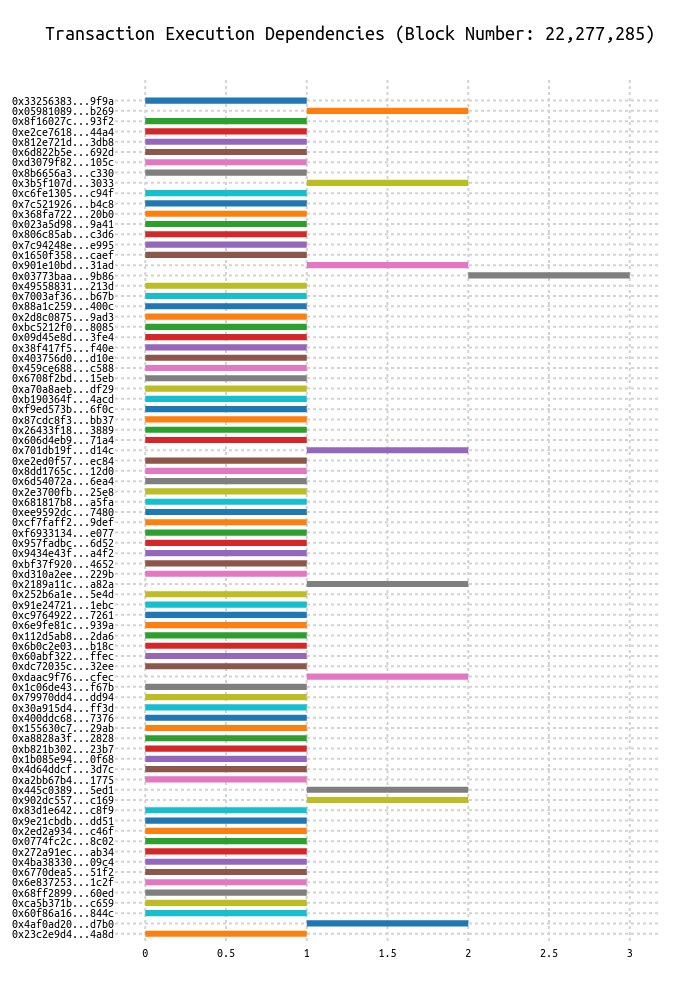 Transaction Execution Dependencies (Block Number: 22,277,285)
0x33256383...9f9a
0x05981089...b269
0x8f16027c...93f2
0xe2ce7618...44a4
0x812e721d...3db8
0x6d822b5e...692d
0xd3079f82...105c
0x8b6656a3...c330
0x3b5f107d...3033
0xc6fe1305...c94f
0x7c521926...b4c8
0x368fa722...20b0
0x023a5d98...9a41
0x806c85ab...c3d6
0x7c94248e...e995
0x1650f358...caef
0x901e10bd...31ad
0x03773baa...9b86
0x49558831...213d
0x7003af36...b67b
0x88a1c259...400c
0x2d8c0875...9ad3
0xbc5212f0...8085
0x09d45e8d...3fe4
0x38f417f5...f40e
0x403756d0...d10e
0x459ce688...c588
0x6708f2bd...15eb
0xa70a8aeb...df29
0xb190364f...4acd
0xf9ed573b...6f0c
0x87cdc8f3...bb37
0x26433f18...3889
0x606d4eb9...71a4
0x701db19f...d14c
0xe2ed0f57...ec84
0x8dd1765c...12d0
0x6d54072a...6ea4
0x2e3700fb...25e8
0x681817b8...a5fa
0xee9592dc...7480
0xcf7faff2...9def
0xf6933134...e077
0x957fadbc...6d52
0x9434e43f...a4f2
0xbf37f920...4652
0xd310a2ee...229b
0x2189a11c...a82a
0x252b6a1e...5e4d
0x91e24721...1ebc
0xc9764922...7261
0x6e9fe81c...939a
0x112d5ab8...2da6
0x6b0c2e03...b18c
0x60abf322...ffec
0xdc72035c...32ee
0xdaac9f76...cfec
0x1c06de43...f67b
0x79970dd4...dd94
0x30a915d4...ff3d
0x400ddc68...7376
0x155630c7...29ab
0xa8828a3f...2828
0xb821b302...23b7
0x1b085e94...0f68
0x4d64ddcf...3d7c
0xa2bb67b4...1775
0x445c0389...5ed1
0x902dc557...c169
0x83d1e642...c8f9
0x9e21cbdb...dd51
0x2ed2a934...c46f
0x0774fc2c...8c02
0x272a91ec...ab34
0x4ba38330...09c4
0x6770dea5...51f2
0x6e837253...1c2f
0x68ff2899...60ed
0xca5b371b...c659
0x60f86a16...844c
0x4af0ad20...d7b0
0x23c2e9d4...4a8d
0 0.5 1 1.5 2 2.5 3